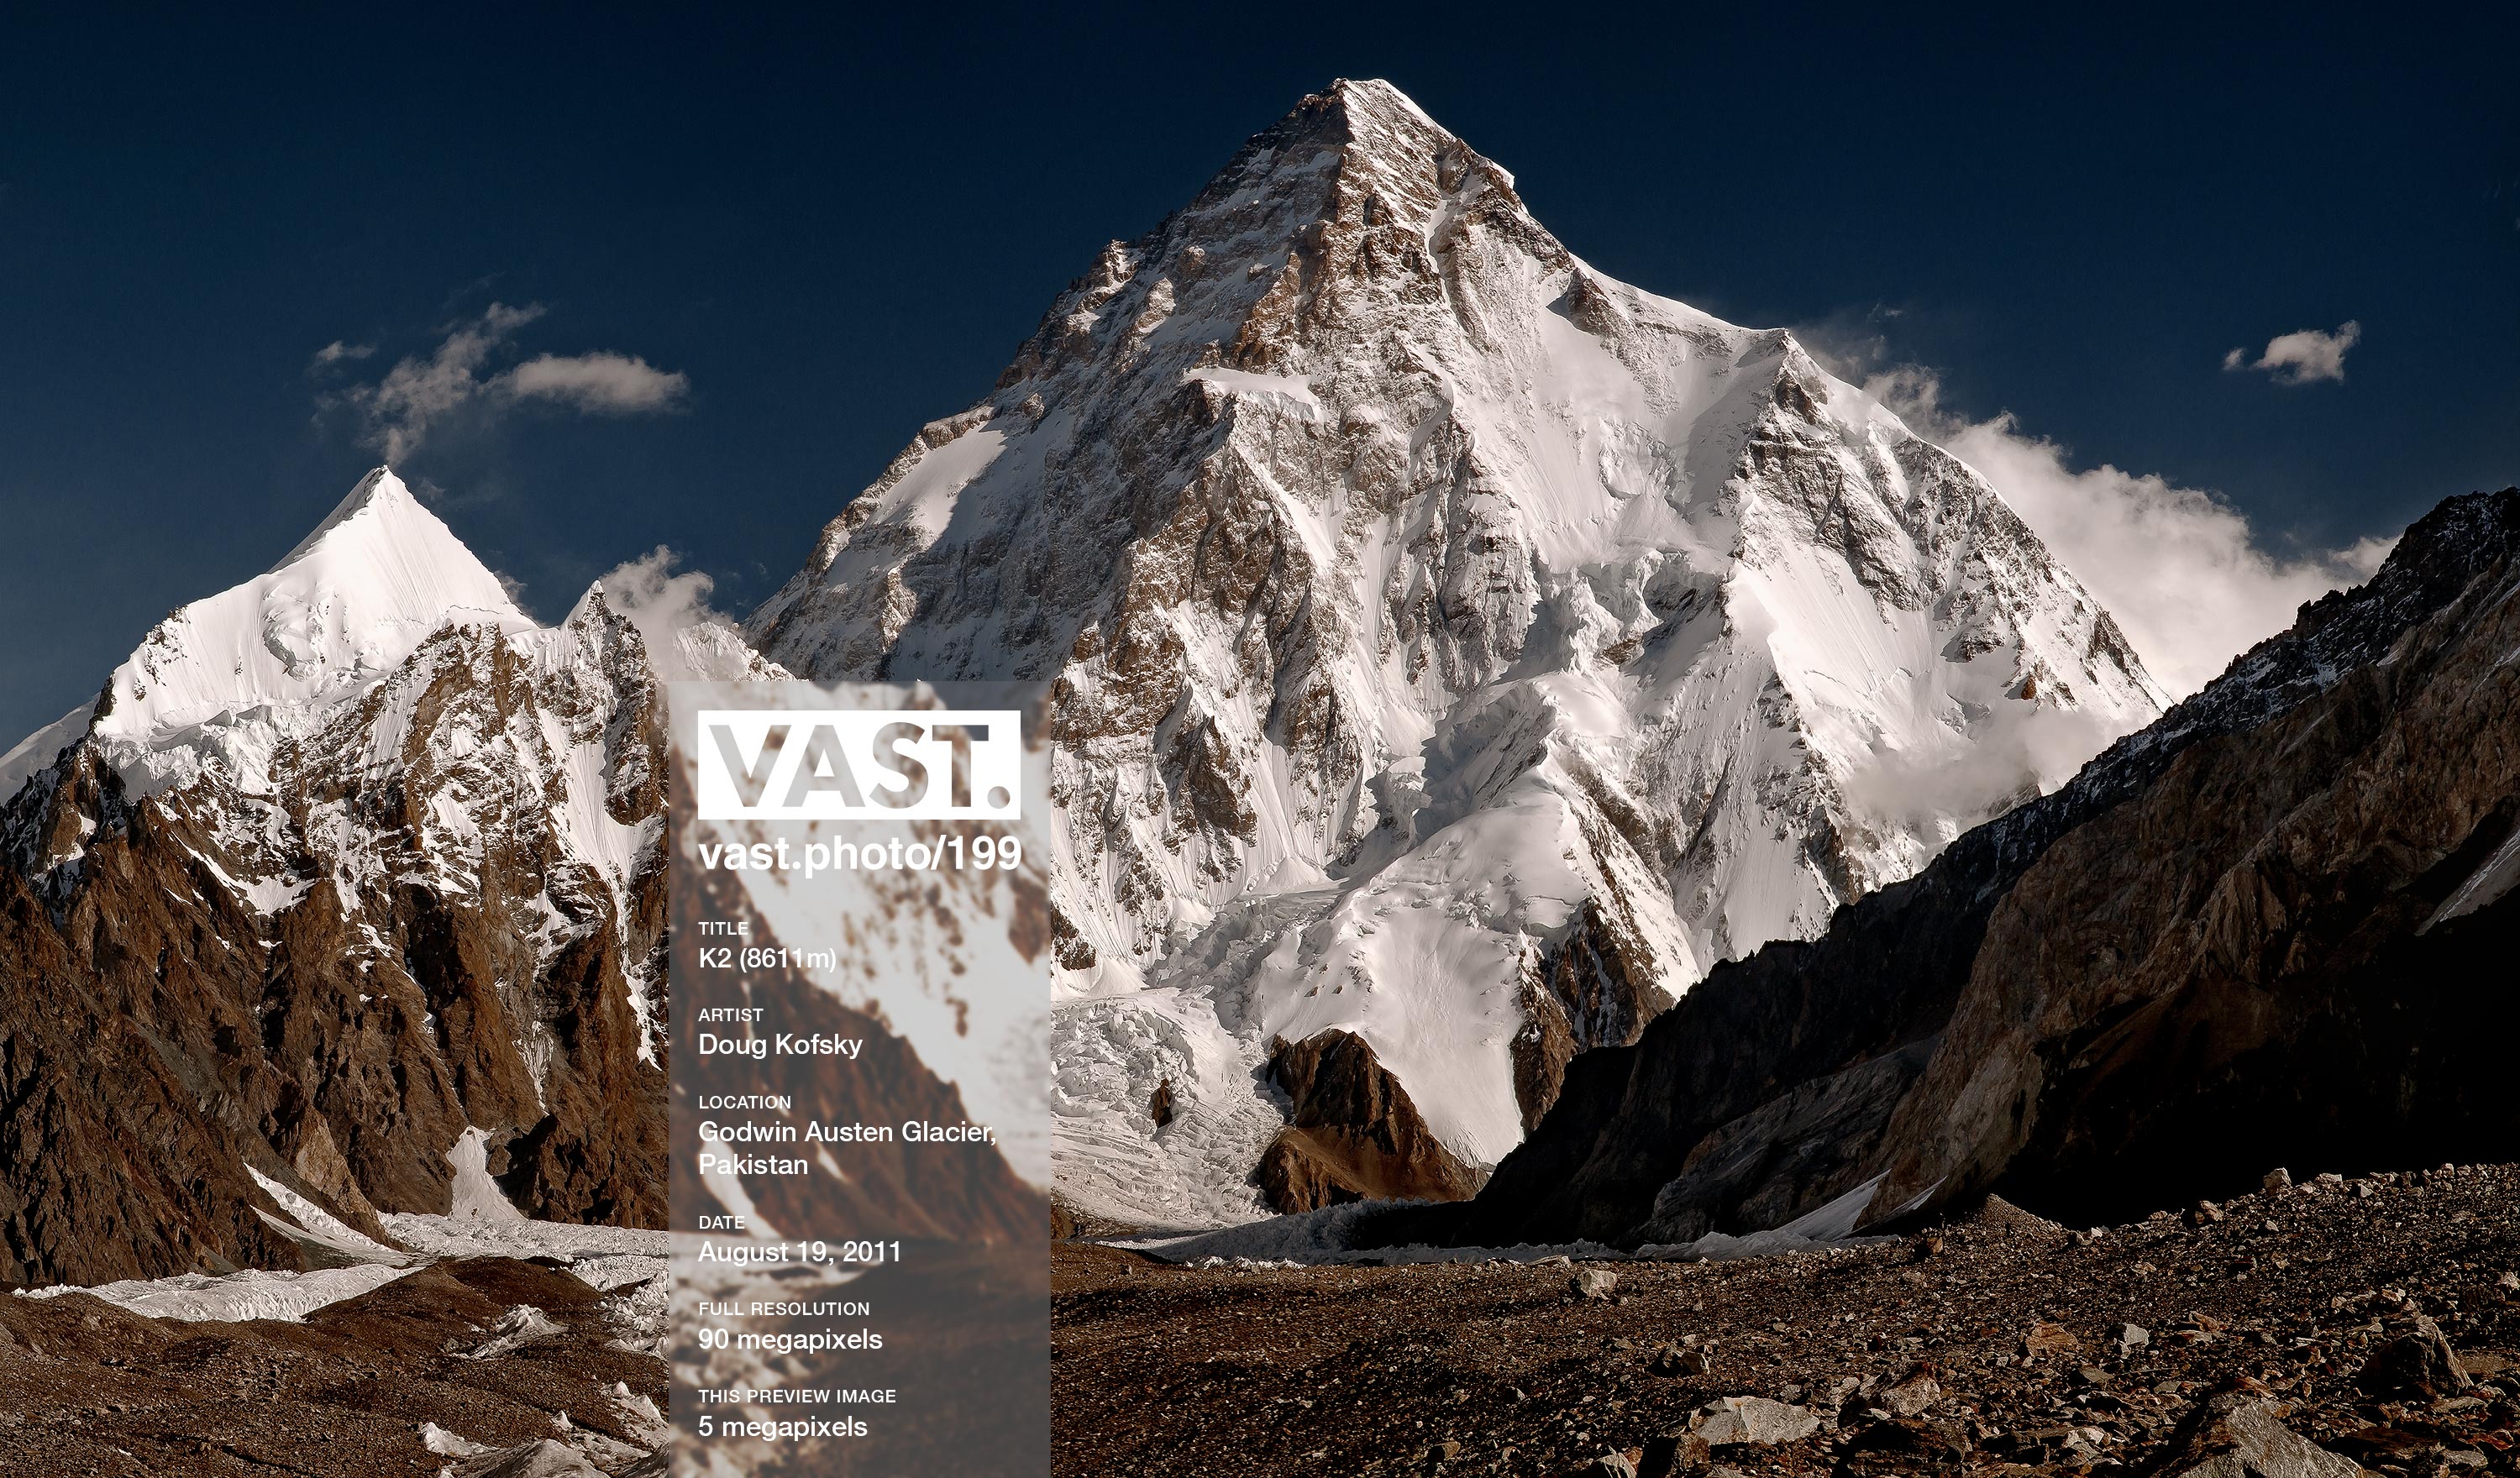 VAST.
vast.photo/199
TITLE
K2 (8611m)
ARTIST
Doug Kofsky
LOCATION
Godwin Austen Glacier,
Pakistan
DATE
August 19, 2011
FULL RESOLUTION
90 megapixels
THIS PREVIEW IMAGE
5 megapixels